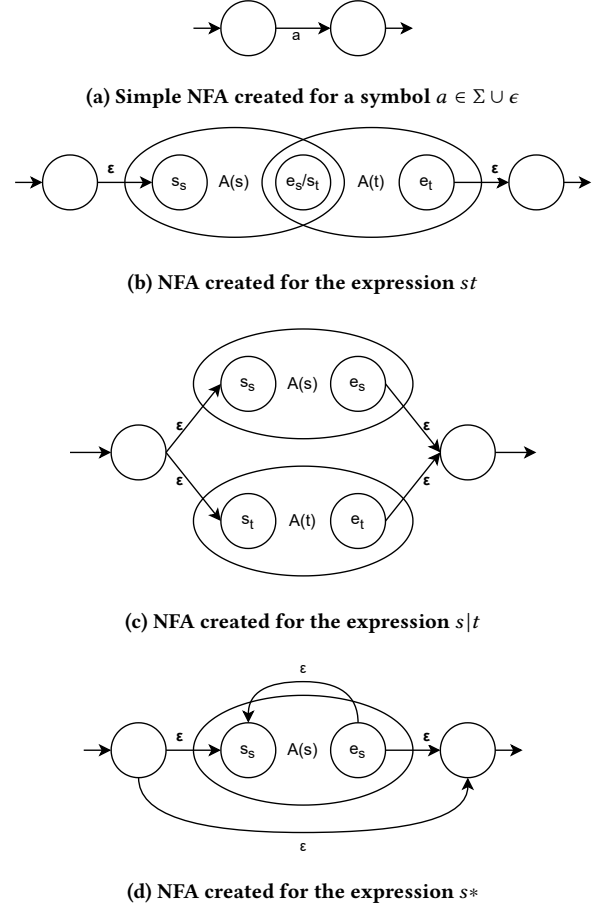 a
(a) Simple NFA created for a symbol a ∈ Σ ∪ ϵ
ε ε
s_s A(s) e_s/s_t A(t) e_t
(b) NFA created for the expression st
s_s A(s) e_s
ε ε
ε ε
s_t A(t) e_t
(c) NFA created for the expression s|t
ε
ε ε
s_s A(s) e_s
ε
(d) NFA created for the expression s*